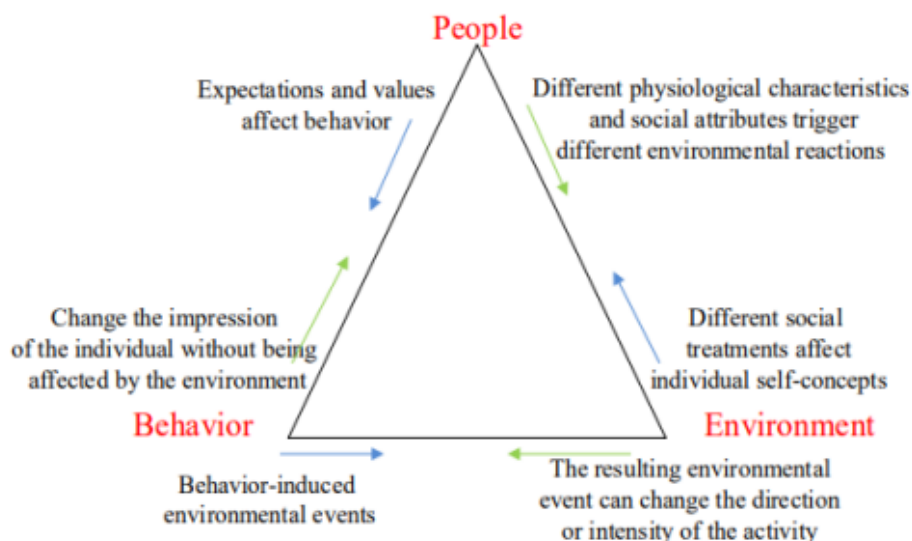 People
Expectations and values
affect behavior
Different physiological characteristics
and social attributes trigger
different environmental reactions
Change the impression
of the individual without being
affected by the environment
Different social
treatments affect
individual self-concepts
Behavior
Environment
Behavior-induced
environmental events
The resulting environmental
event can change the direction
or intensity of the activity